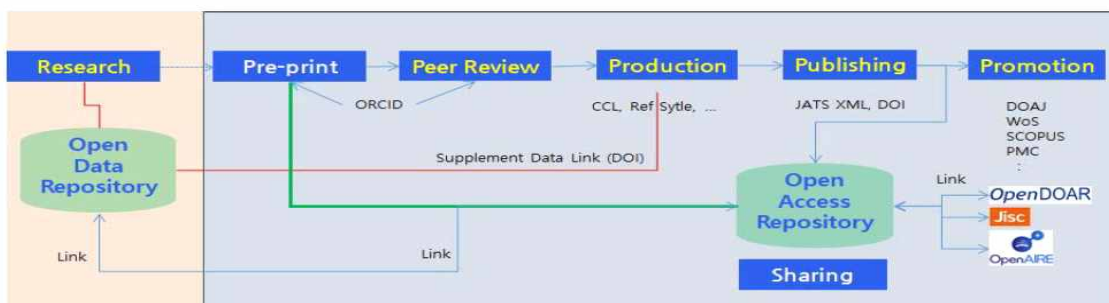 Research
Pre-print
Peer Review
Production
Publishing
Promotion
ORCID
CCL, Ref Sytle, ...
JATS XML, DOI
DOAJ
WoS
SCOPUS
PMC
:
Open
Data
Repository
Supplement Data Link (DOI)
Open
Access
Repository
Link
OpenDOAR
Jisc
OpenAIRE
Link
Link
Sharing